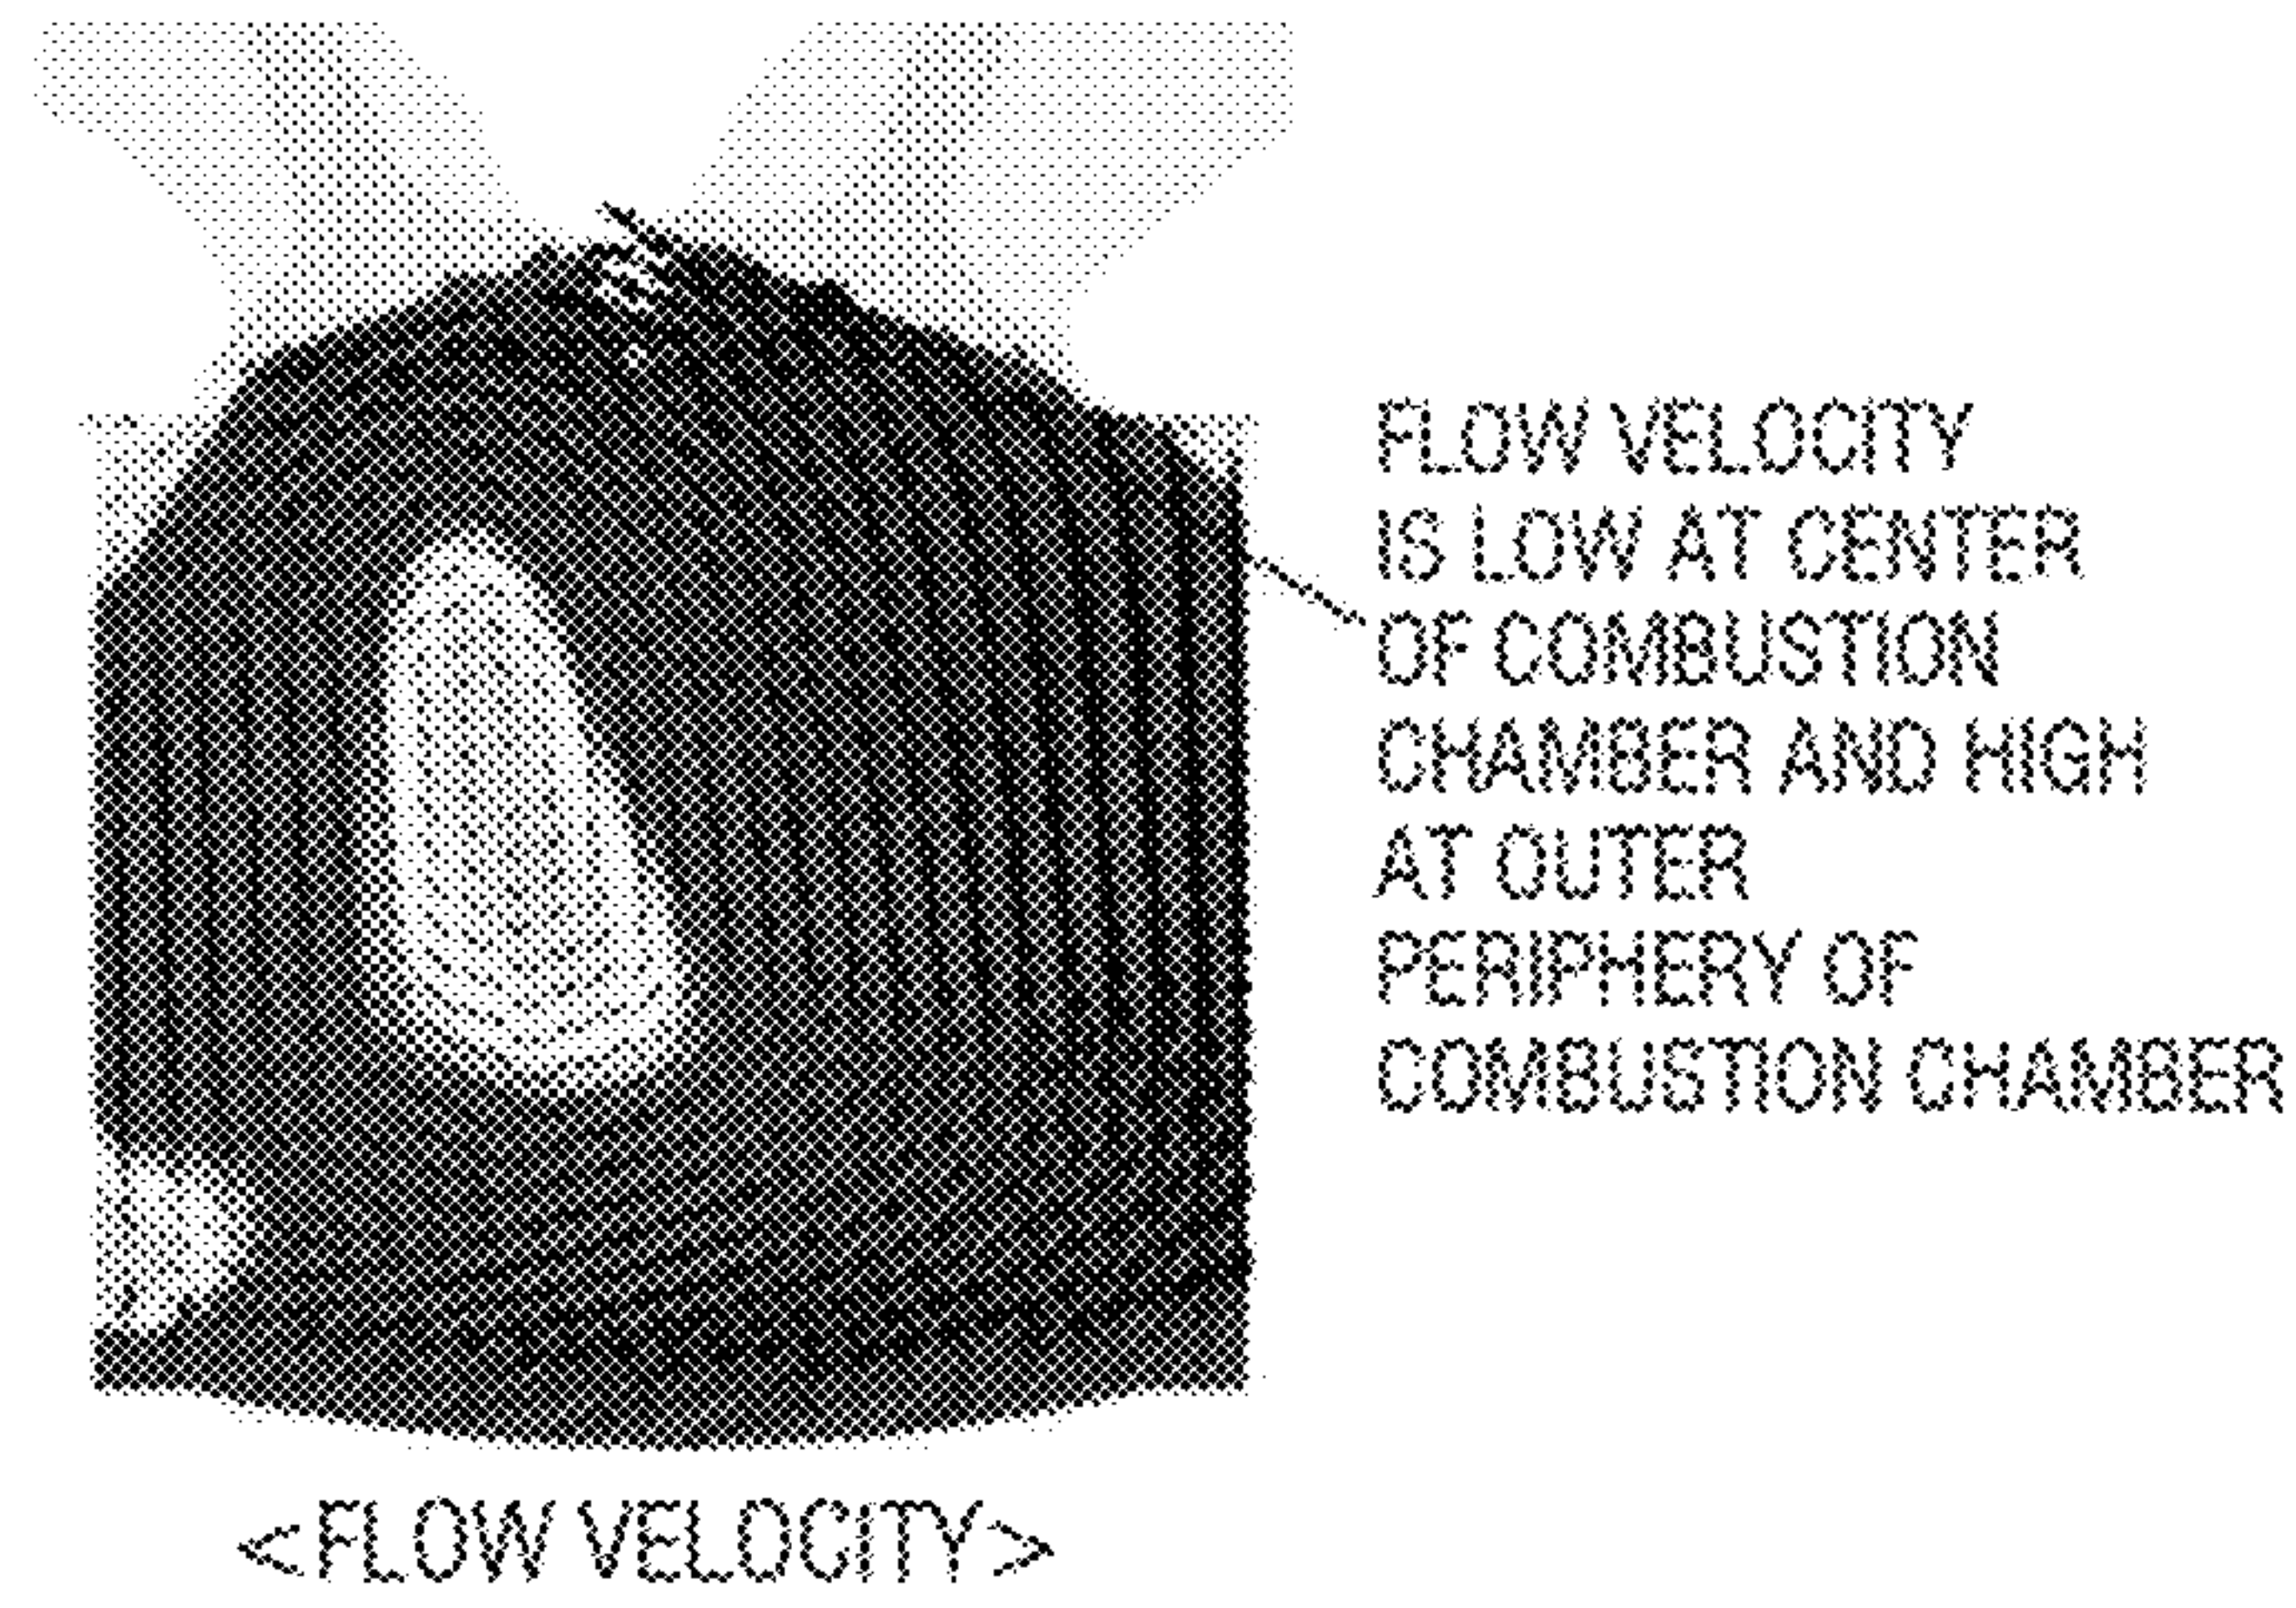 FLOW VELOCITY
IS LOW AT CENTER
OF COMBUSTION
CHAMBER AND HIGH
AT OUTER
PERIPHERY OF
COMBUSTION CHAMBER
<FLOW VELOCITY>